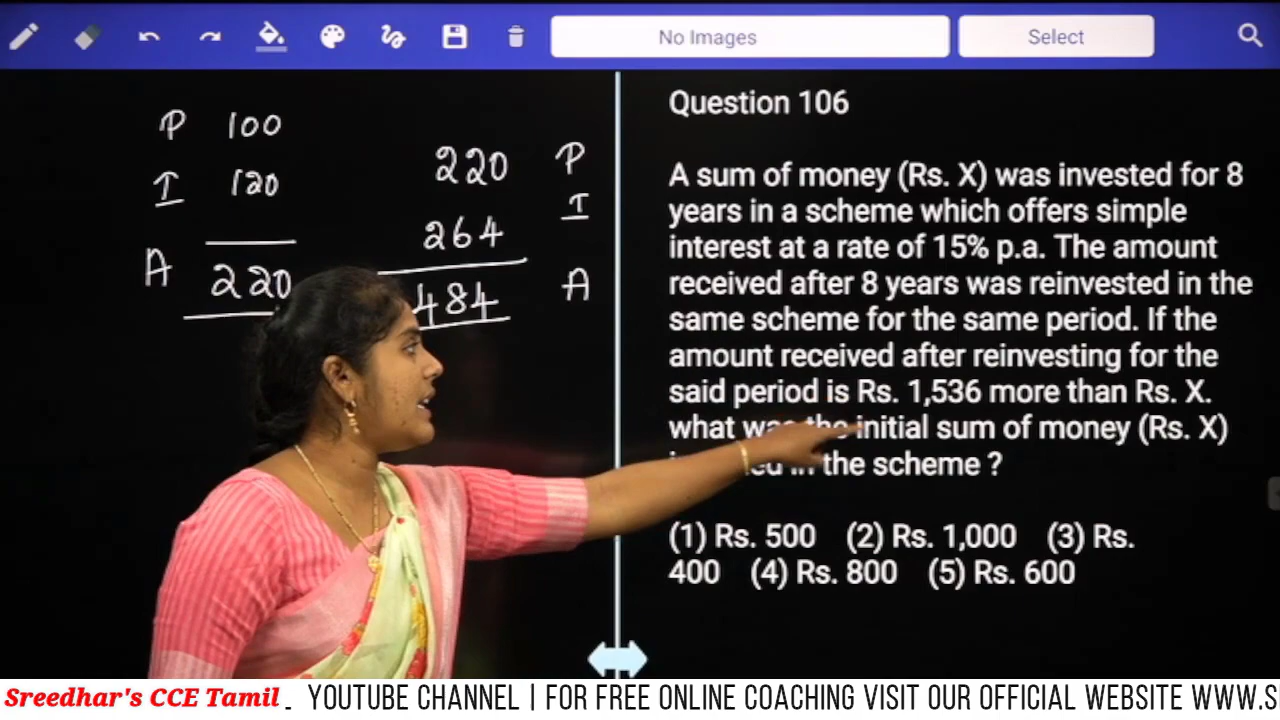 No Images
Select
P 100
I 120
A 220
220 P
264 I
484 A
Question 106
A sum of money (Rs. X) was invested for 8
years in a scheme which offers simple
interest at a rate of 15% p.a. The amount
received after 8 years was reinvested in the
same scheme for the same period. If the
amount received after reinvesting for the
said period is Rs. 1,536 more than Rs. X.
what was the initial sum of money (Rs. X)
in the scheme ?
(1) Rs. 500 (2) Rs. 1,000 (3) Rs.
400 (4) Rs. 800 (5) Rs. 600
Sreedhar's CCE Tamil - YOUTUBE CHANNEL | FOR FREE ONLINE COACHING VISIT OUR OFFICIAL WEBSITE WWW.S